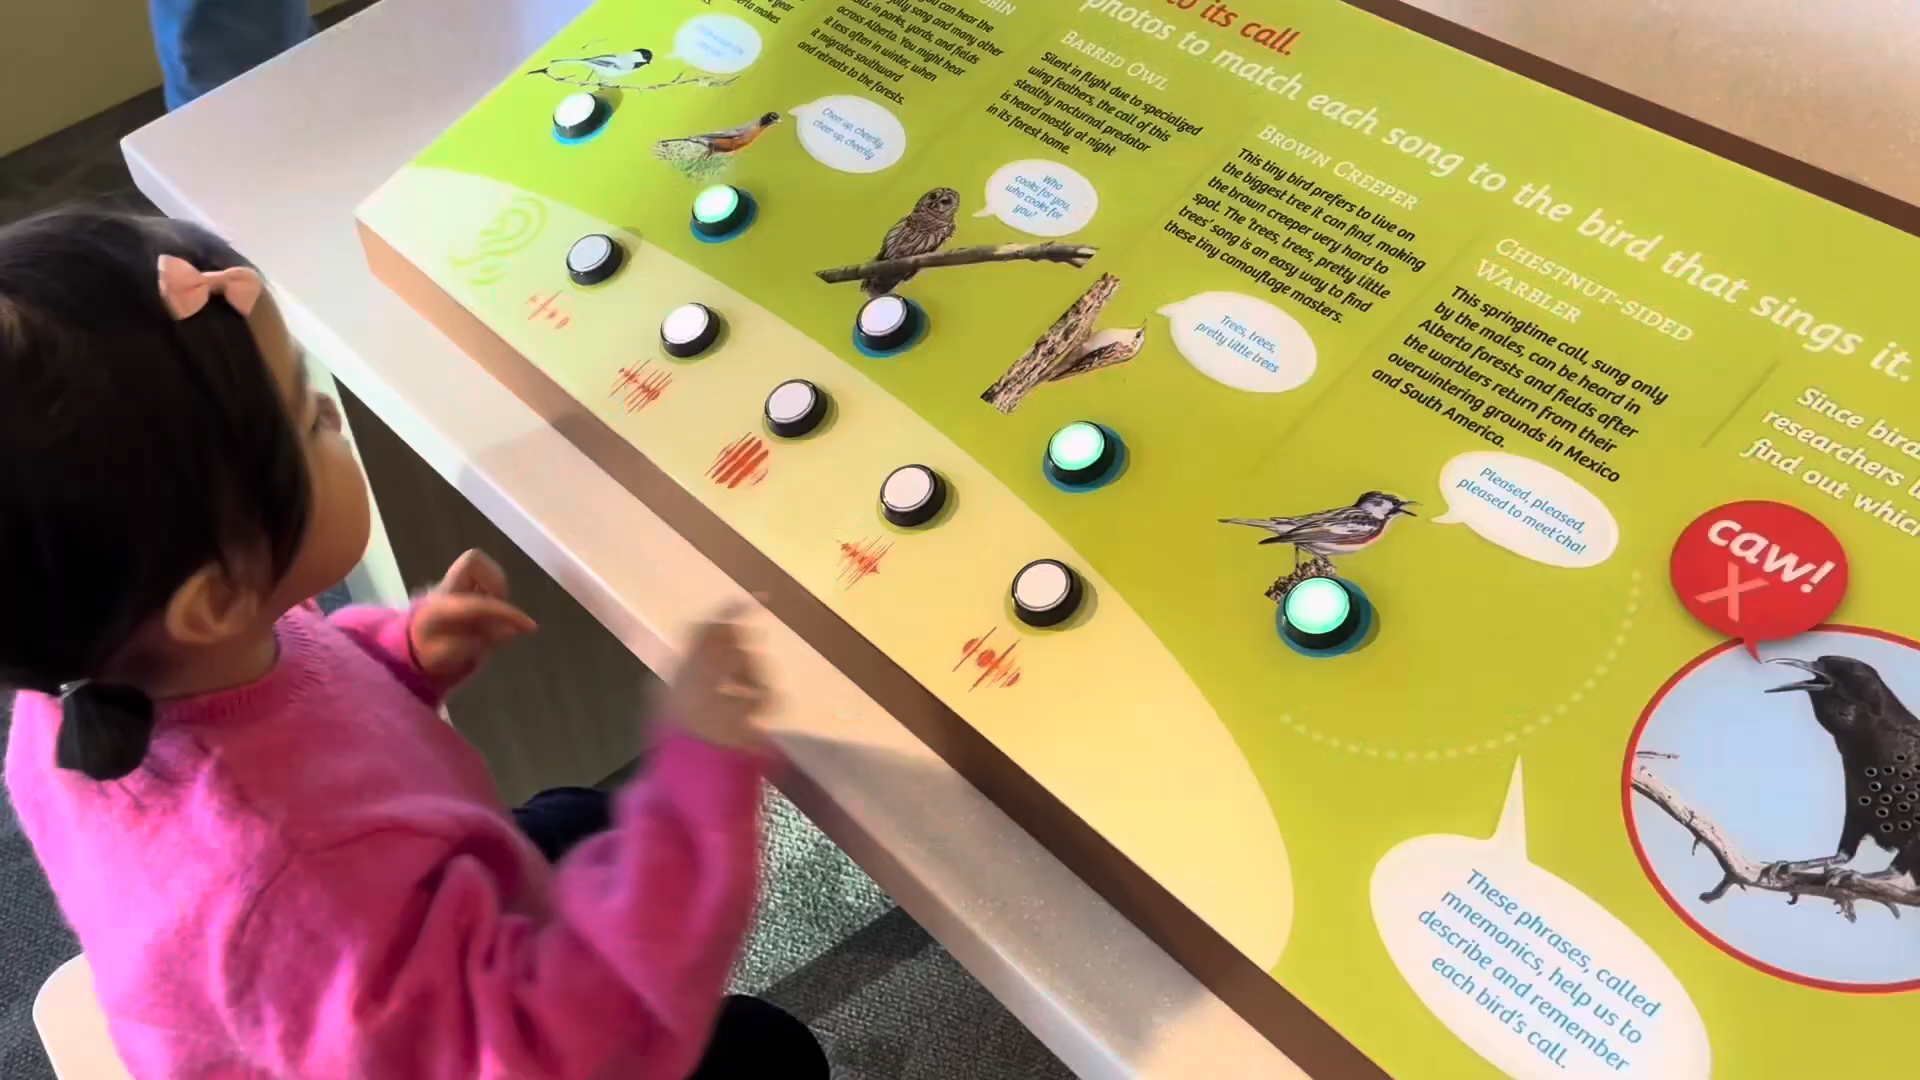 to its call.
photos to match each song to the bird that sings it.
year
erta makes
can hear the
song and many other
in parks, yards, and fields
across Alberta. You might hear
it less often in winter, when
it migrates southward
and retreats to the forests.
Cheer up, cheerily,
cheer up, cheerily
BARRED OWL
Silent in flight due to specialized
wing feathers, the call of this
stealthy nocturnal predator
is heard mostly at night
in its forest home.
Who
cooks for you,
who cooks for
you?
BROWN CREEPER
This tiny bird prefers to live on
the biggest tree it can find, making
the brown creeper very hard to
spot. The 'trees, trees, pretty little
trees' song is an easy way to find
these tiny camouflage masters.
Trees, trees,
pretty little trees
CHESTNUT-SIDED
WARBLER
This springtime call, sung only
by the males, can be heard in
Alberta forests and fields after
the warblers return from their
overwintering grounds in Mexico
and South America.
Pleased, pleased,
pleased to meet'cha!
Since bird
researchers
find out which
caw!
X
These phrases, called
mnemonics, help us to
describe and remember
each bird's call.